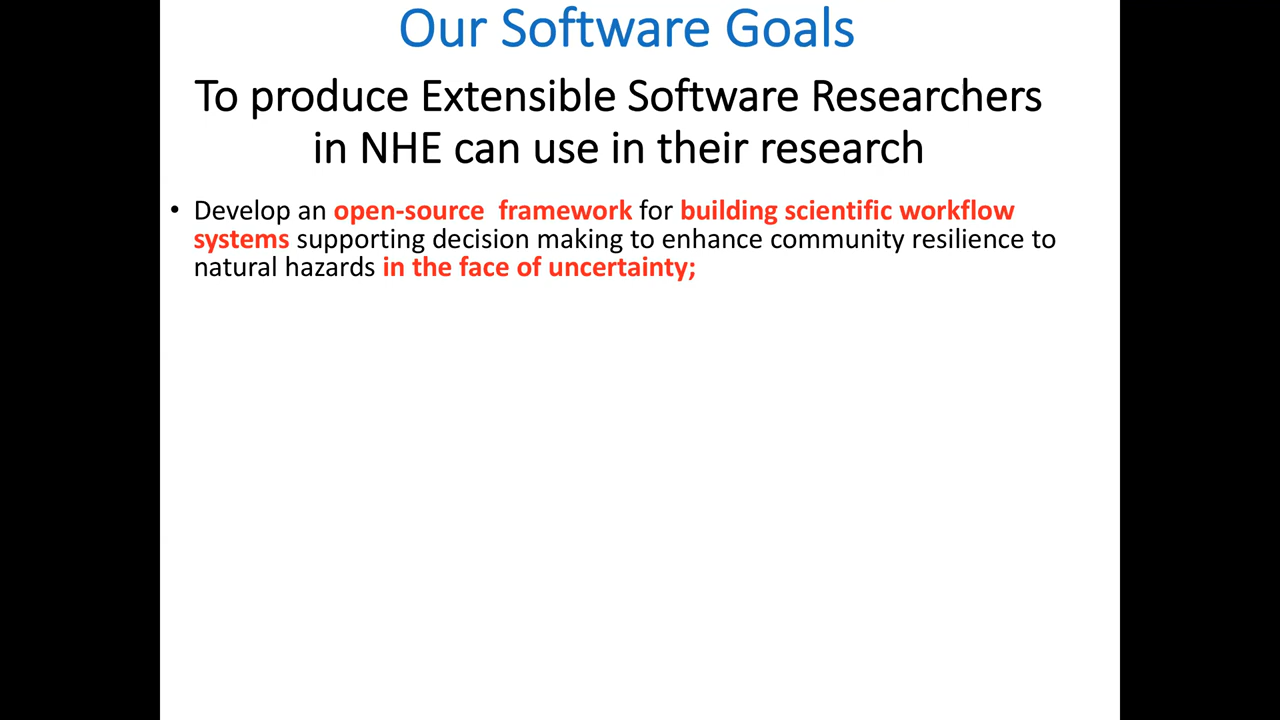 Our Software Goals
To produce Extensible Software Researchers
in NHE can use in their research
• Develop an open-source  framework for building scientific workflow
systems supporting decision making to enhance community resilience to
natural hazards in the face of uncertainty;